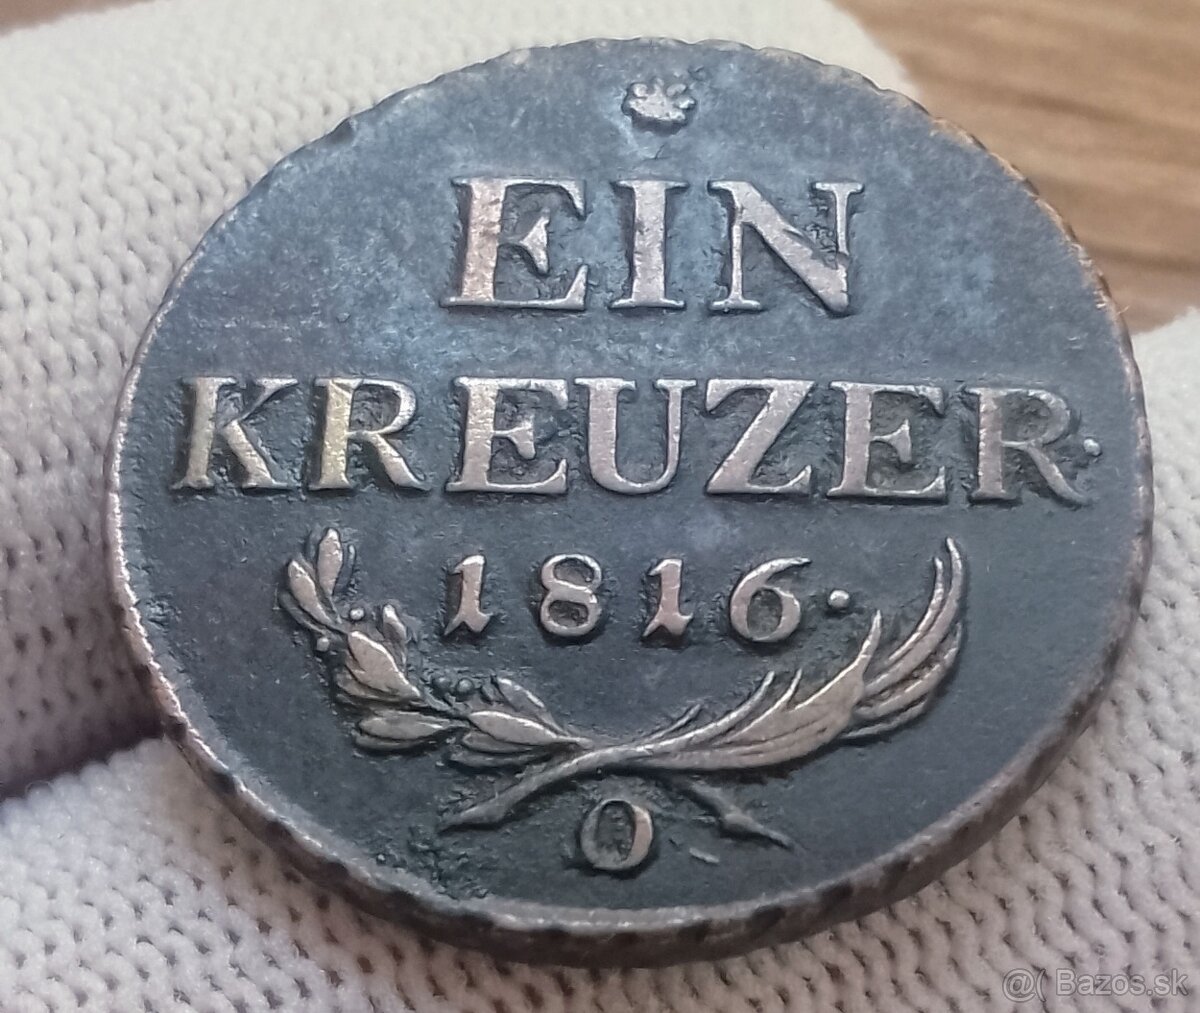 EIN
KREUZER·
1816·
O
@( Bazos.sk